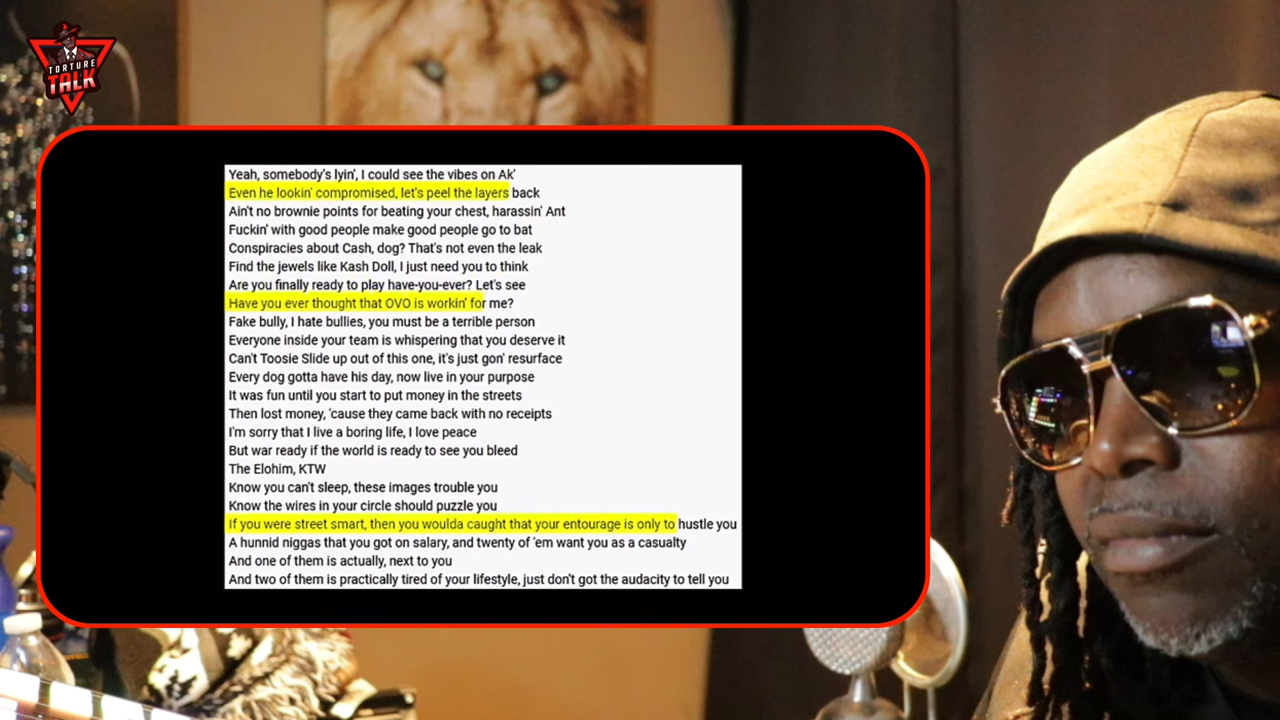 TORTURE
TALK
Yeah, somebody's lyin', I could see the vibes on Ak'
Even he lookin' compromised, let's peel the layers back
Ain't no brownie points for beating your chest, harassin' Ant
Fuckin' with good people make good people go to bat
Conspiracies about Cash, dog? That's not even the leak
Find the jewels like Kash Doll, I just need you to think
Are you finally ready to play have-you-ever? Let's see
Have you ever thought that OVO is workin' for me?
Fake bully, I hate bullies, you must be a terrible person
Everyone inside your team is whispering that you deserve it
Can't Toosie Slide up out of this one, it's just gon' resurface
Every dog gotta have his day, now live in your purpose
It was fun until you start to put money in the streets
Then lost money, 'cause they came back with no receipts
I'm sorry that I live a boring life, I love peace
But war ready if the world is ready to see you bleed
The Elohim, KTW
Know you can't sleep, these images trouble you
Know the wires in your circle should puzzle you
If you were street smart, then you woulda caught that your entourage is only to hustle you
A hunnid niggas that you got on salary, and twenty of 'em want you as a casualty
And one of them is actually, next to you
And two of them is practically tired of your lifestyle, just don't got the audacity to tell you